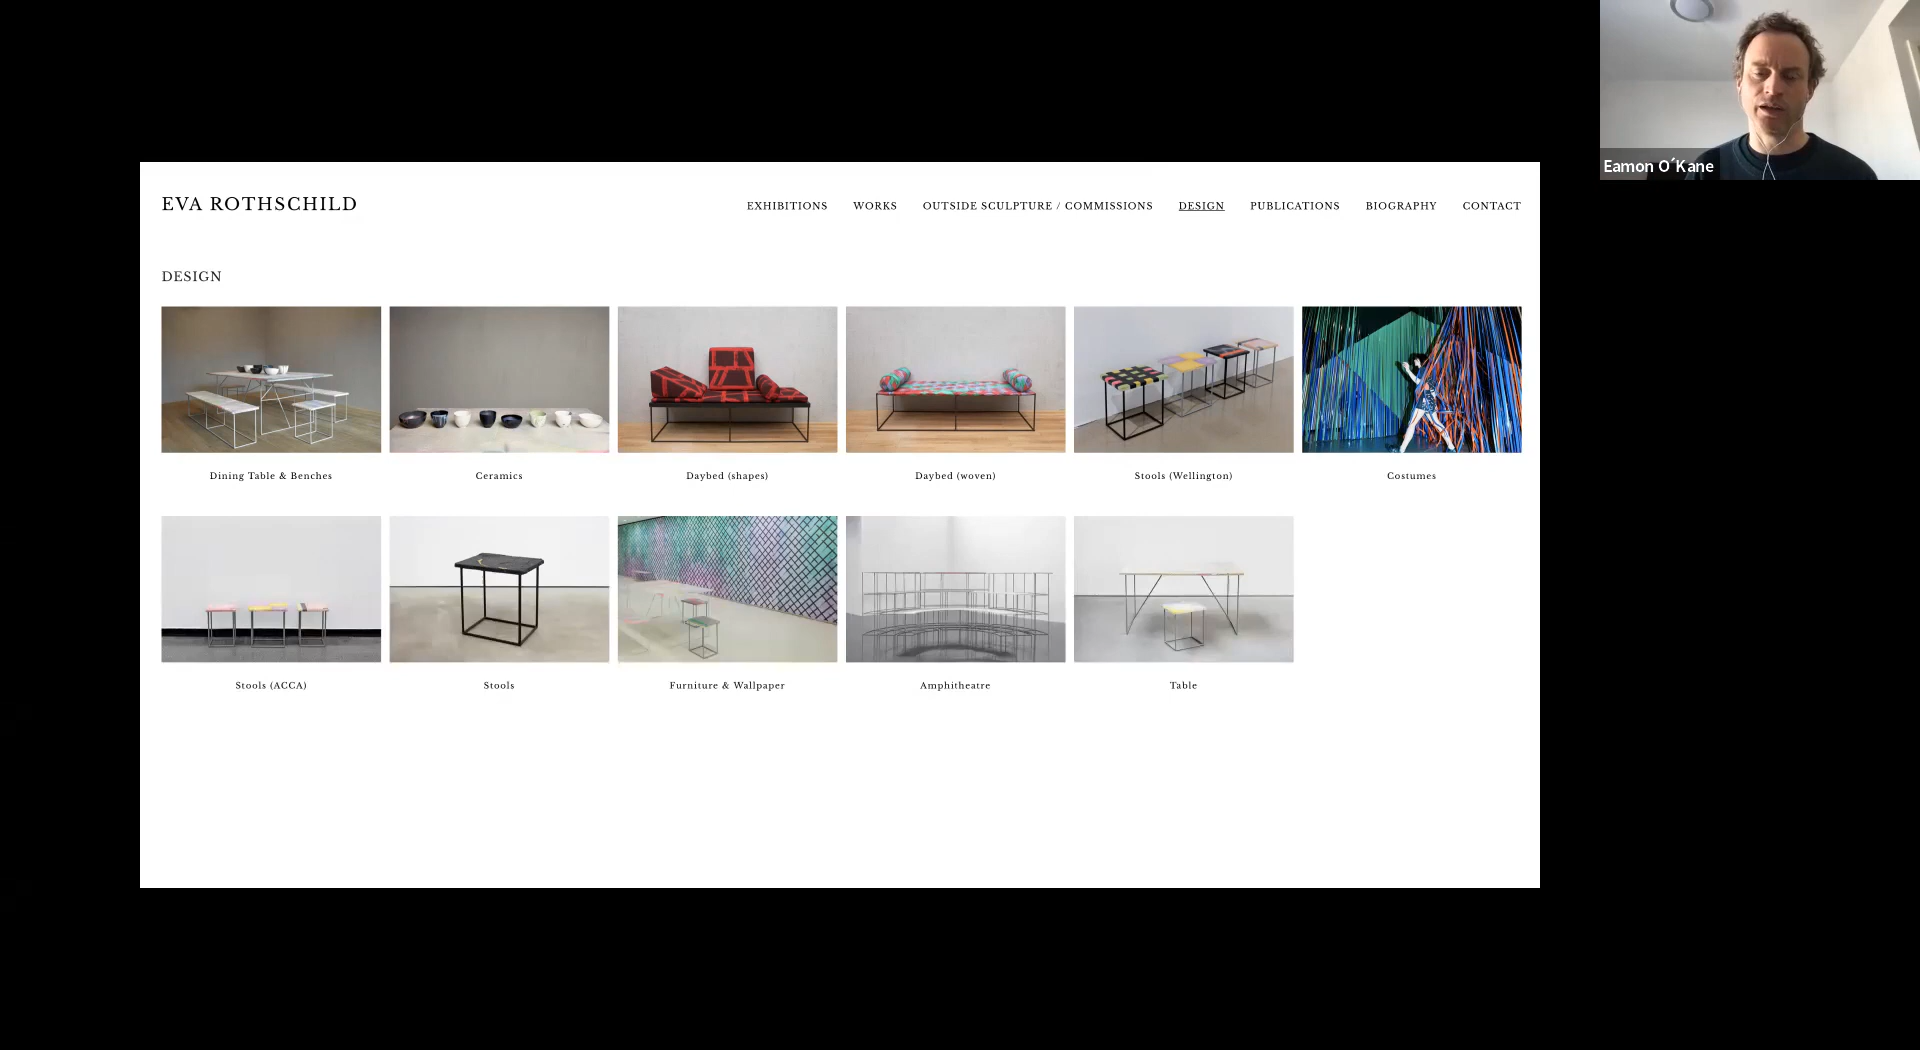 Eamon O´Kane
EVA ROTHSCHILD
EXHIBITIONS WORKS OUTSIDE SCULPTURE / COMMISSIONS DESIGN PUBLICATIONS BIOGRAPHY CONTACT
DESIGN
Dining Table & Benches
Ceramics
Daybed (shapes)
Daybed (woven)
Stools (Wellington)
Costumes
Stools (ACCA)
Stools
Furniture & Wallpaper
Amphitheatre
Table